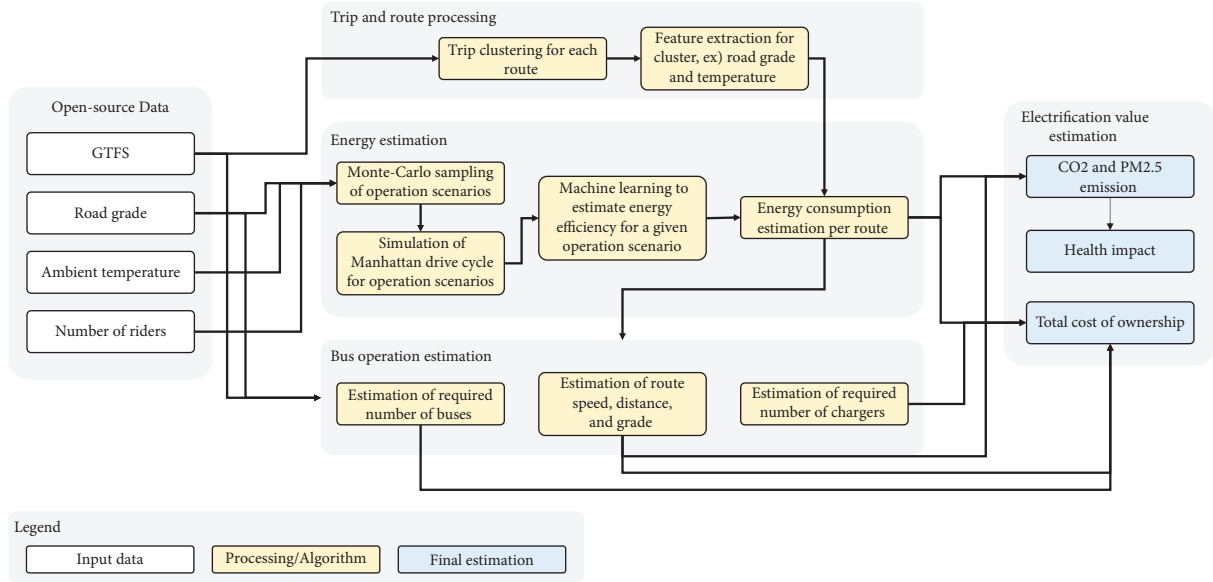 Trip and route processing
Trip clustering for each
route
Feature extraction for
cluster, ex) road grade
and temperature
Open-source Data
GTFS
Road grade
Ambient temperature
Number of riders
Energy estimation
Monte-Carlo sampling
of operation scenarios
Simulation of
Manhattan drive cycle
for operation scenarios
Machine learning to
estimate energy
efficiency for a given
operation scenario
Energy consumption
estimation per route
Electrification value
estimation
CO2 and PM2.5
emission
Health impact
Total cost of ownership
Bus operation estimation
Estimation of required
number of buses
Estimation of route
speed, distance,
and grade
Estimation of required
number of chargers
Legend
Input data
Processing/Algorithm
Final estimation